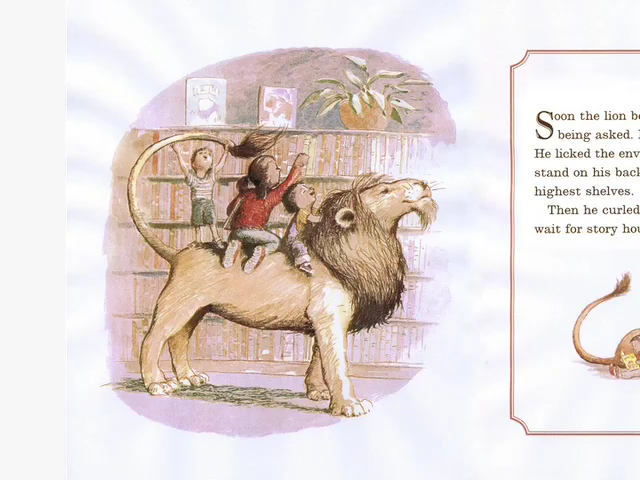 Soon the lion be
being asked.
He licked the env
stand on his back
highest shelves.
Then he curled
wait for story hou